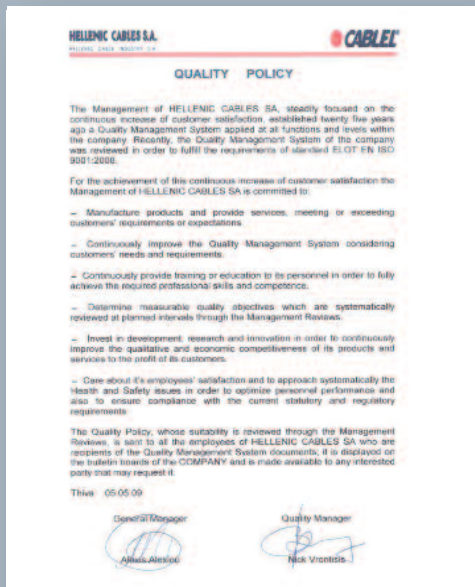 HELLENIC CABLES S.A.
HELLENIC CABLE INDUSTRY S.A.
CABLEL
QUALITY POLICY
The Management of HELLENIC CABLES SA, steadily focused on the
continuous increase of customer satisfaction, established twenty five years
ago a Quality Management System applied at all functions and levels within
the company. Recently, the Quality Management System of the company
was reviewed in order to fulfill the requirements of standard ELOT EN ISO
9001:2008.
For the achievement of this continuous increase of customer satisfaction the
Management of HELLENIC CABLES SA is committed to:
– Manufacture products and provide services, meeting or exceeding
customers' requirements or expectations
– Continuously improve the Quality Management System considering
customers' needs and requirements.
– Continuously provide training or education to its personnel in order to fully
achieve the required professional skills and competence.
– Determine measurable quality objectives which are systematically
reviewed at planned intervals through the Management Reviews.
– Invest in development, research and innovation in order to continuously
improve the qualitative and economic competitiveness of its products and
services to the profit of its customers.
– Care about it's employees' satisfaction and to approach systematically the
Health and Safety issues in order to optimize personnel performance and
also to ensure compliance with the current statutory and regulatory
requirements
The Quality Policy, whose suitability is reviewed through the Management
Reviews, is sent to all the employees of HELLENIC CABLES SA who are
recipients of the Quality Management System documents; it is displayed on
the bulletin boards of the COMPANY and is made available to any interested
party that may request it.
Thiva 05.05.09
General Manager Quality Manager
Alexis Alexiou Nick Vrontisis